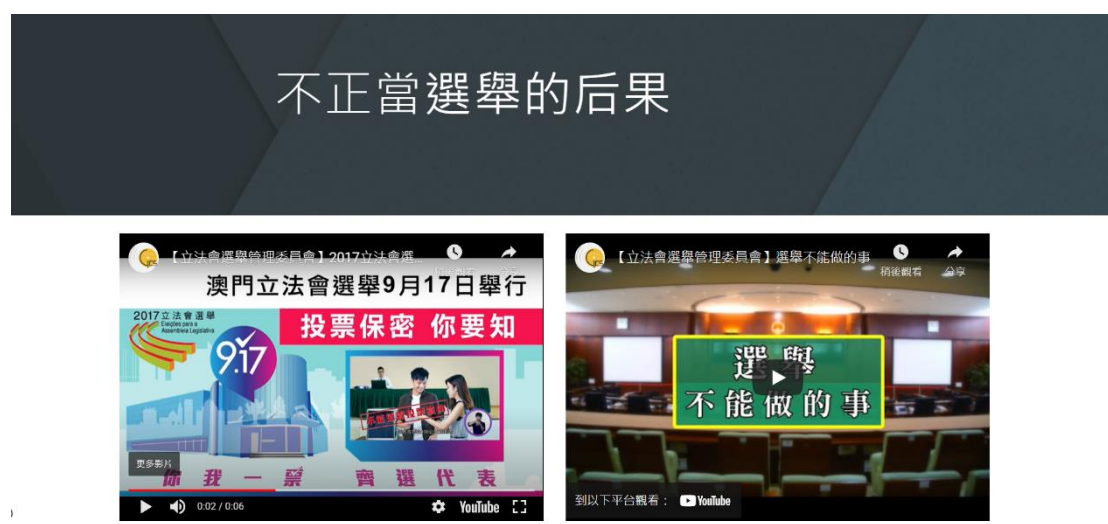 不正當選舉的后果
【立法會選舉管理委員會】2017立法會選...
分享
澳門立法會選舉9月17日舉行
2017立法會選舉
Eleições para a
Assembleia Legislativa
投票保密 你要知
9.17
更多影片
你我一票 齊選代表
0:02 / 0:06
YouTube
【立法會選舉管理委員會】選舉不能做的事
稍後觀看
分享
選舉
不能做的事
到以下平台觀看：
YouTube